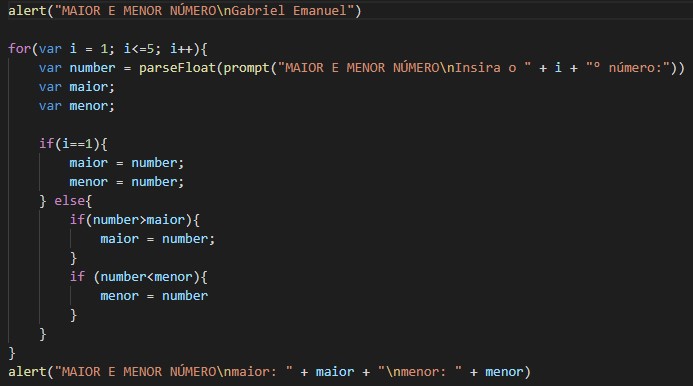 alert("MAIOR E MENOR NÚMERO\nGabriel Emanuel")
for(var i = 1; i<=5; i++){
var number = parseFloat(prompt("MAIOR E MENOR NÚMERO\nInsira o " + i + "º número:"))
var maior;
var menor;
if(i==1){
maior = number;
menor = number;
} else{
if(number>maior){
maior = number;
}
if (number<menor){
menor = number
}
}
}
alert("MAIOR E MENOR NÚMERO\nmaior: " + maior + "\nmenor: " + menor)